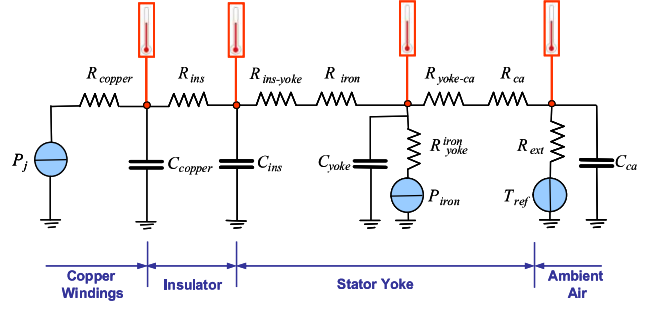 R copper R ins R ins-yoke R iron R yoke-ca R ca
P j C copper C ins C yoke R iron yoke P iron R ext T ref C ca
Copper Windings
Insulator
Stator Yoke
Ambient Air